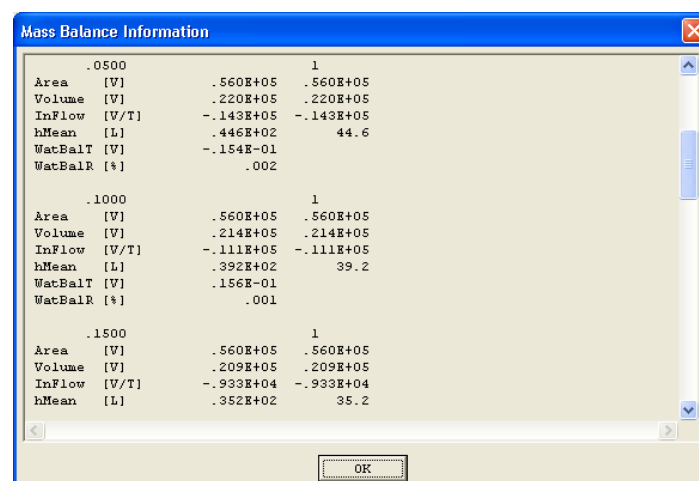 Mass Balance Information
.0500 1
Area [V] .560E+05 .560E+05
Volume [V] .220E+05 .220E+05
InFlow [V/T] -.143E+05 -.143E+05
hMean [L] .446E+02 44.6
WatBalT [V] -.154E-01
WatBalR [%] .002
.1000 1
Area [V] .560E+05 .560E+05
Volume [V] .214E+05 .214E+05
InFlow [V/T] -.111E+05 -.111E+05
hMean [L] .392E+02 39.2
WatBalT [V] .156E-01
WatBalR [%] .001
.1500 1
Area [V] .560E+05 .560E+05
Volume [V] .209E+05 .209E+05
InFlow [V/T] -.933E+04 -.933E+04
hMean [L] .352E+02 35.2
OK